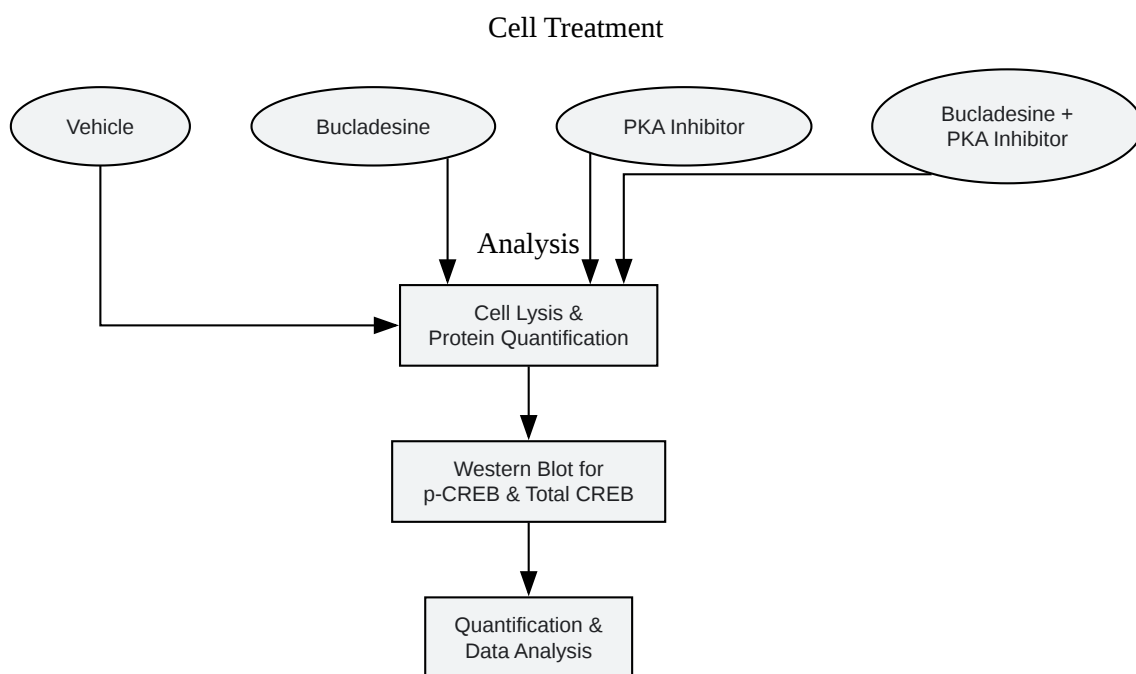 Cell Treatment
Vehicle
Bucladesine
PKA Inhibitor
Bucladesine +
PKA Inhibitor
Analysis
Cell Lysis &
Protein Quantification
Western Blot for
p-CREB & Total CREB
Quantification &
Data Analysis